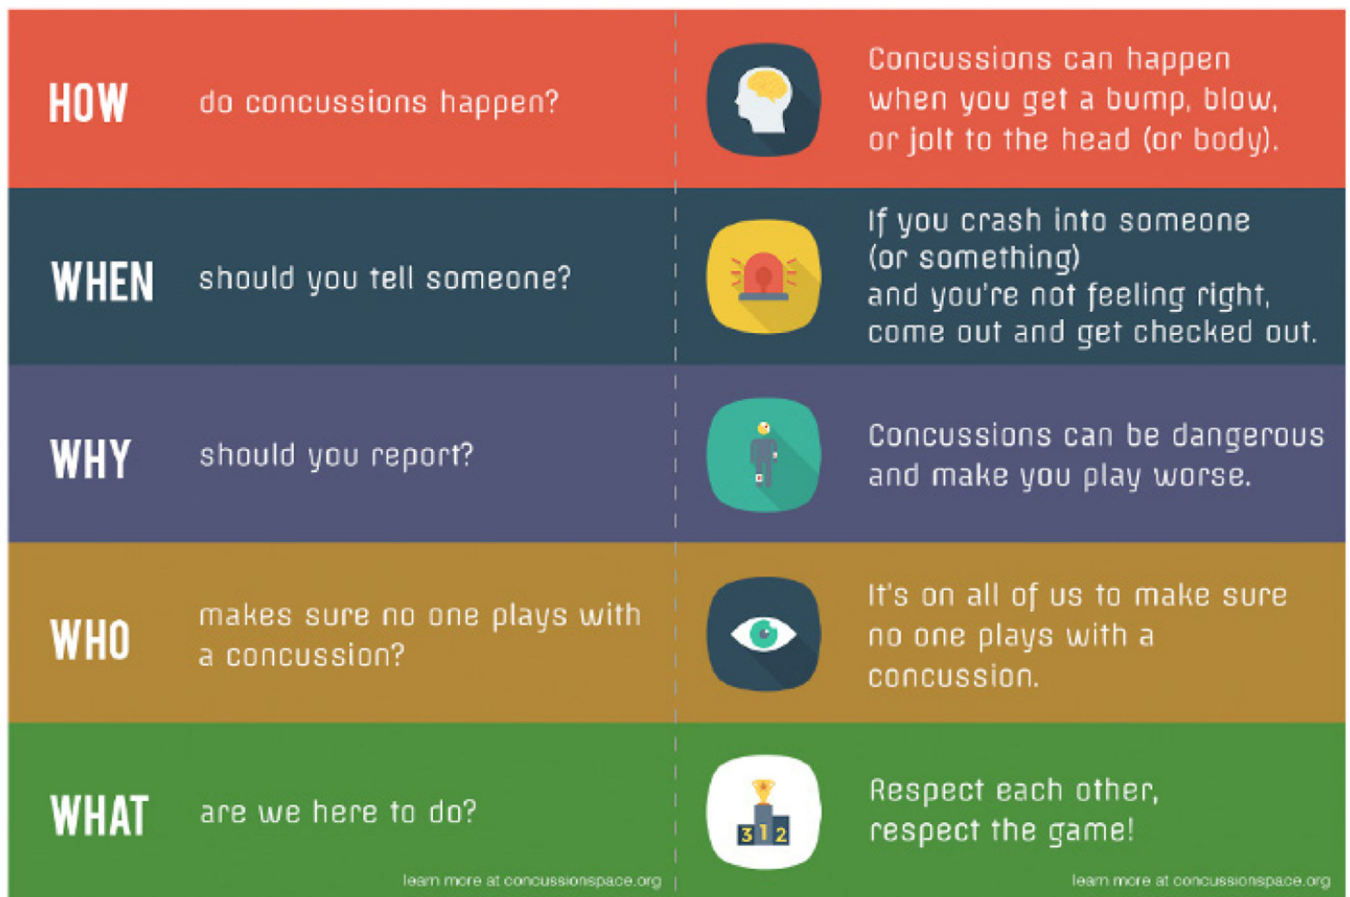 HOW do concussions happen?
Concussions can happen
when you get a bump, blow,
or jolt to the head (or body).
WHEN should you tell someone?
If you crash into someone
(or something)
and you're not feeling right,
come out and get checked out.
WHY should you report?
Concussions can be dangerous
and make you play worse.
WHO makes sure no one plays with
a concussion?
It's on all of us to make sure
no one plays with a
concussion.
WHAT are we here to do?
3 1 2
Respect each other,
respect the game!
learn more at concussionspace.org
learn more at concussionspace.org